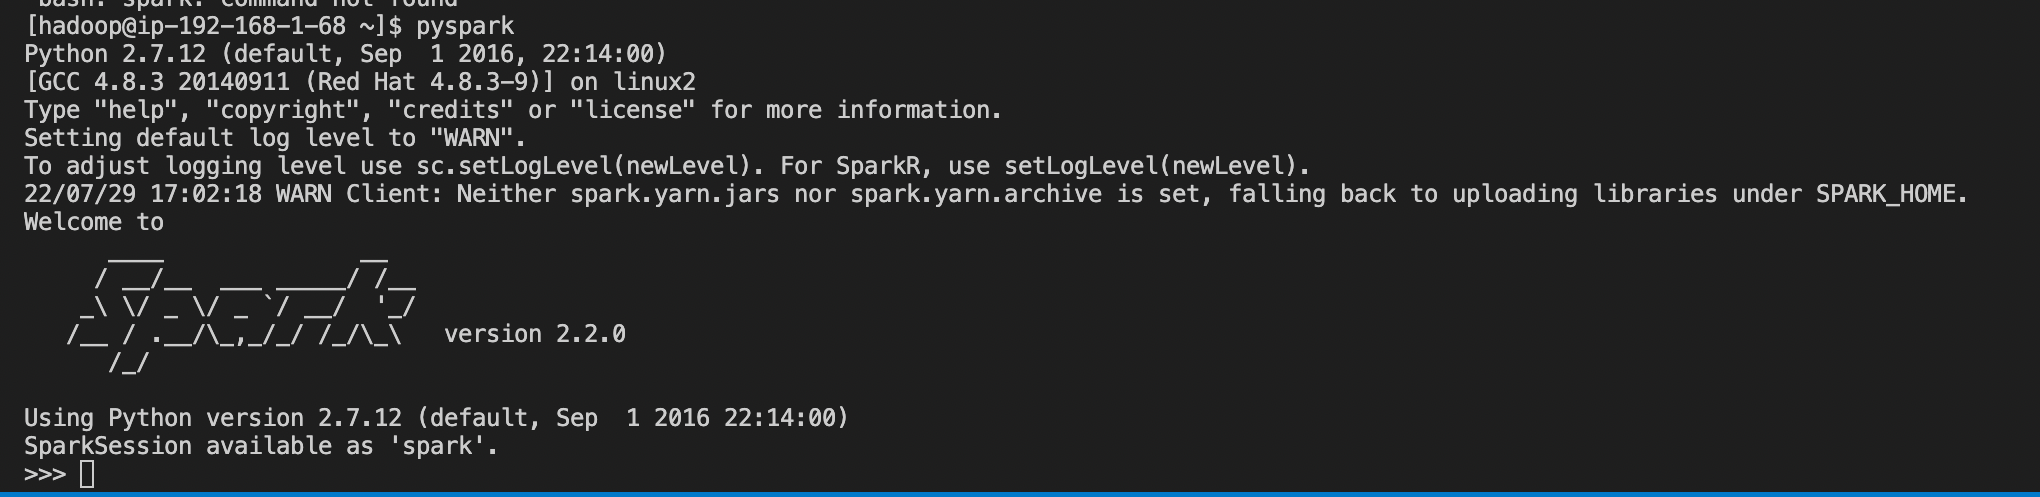 bash: spark: command not found
[hadoop@ip-192-168-1-68 ~]$ pyspark
Python 2.7.12 (default, Sep  1 2016, 22:14:00)
[GCC 4.8.3 20140911 (Red Hat 4.8.3-9)] on linux2
Type "help", "copyright", "credits" or "license" for more information.
Setting default log level to "WARN".
To adjust logging level use sc.setLogLevel(newLevel). For SparkR, use setLogLevel(newLevel).
22/07/29 17:02:18 WARN Client: Neither spark.yarn.jars nor spark.yarn.archive is set, falling back to uploading libraries under SPARK_HOME.
Welcome to
      ____              __
     / __/__  ___ _____/ /__
    _\ \/ _ \/ _ `/ __/  '_/
   /__ / .__/\_,_/_/ /_/\_\   version 2.2.0
      /_/
Using Python version 2.7.12 (default, Sep  1 2016 22:14:00)
SparkSession available as 'spark'.
>>>